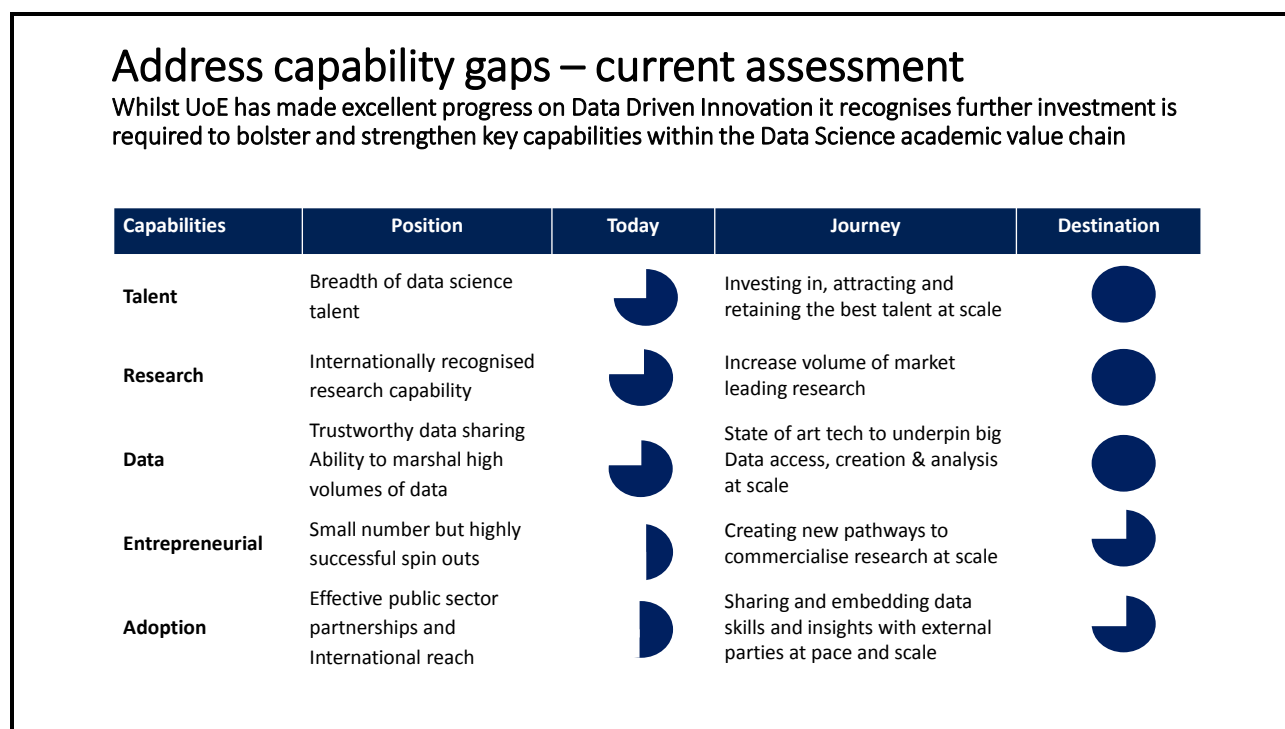 Address capability gaps – current assessment
Whilst UoE has made excellent progress on Data Driven Innovation it recognises further investment is
required to bolster and strengthen key capabilities within the Data Science academic value chain
Capabilities Position Today Journey Destination
Talent
Breadth of data science
talent
Investing in, attracting and
retaining the best talent at scale
Research
Internationally recognised
research capability
Increase volume of market
leading research
Data
Trustworthy data sharing
Ability to marshal high
volumes of data
State of art tech to underpin big
Data access, creation & analysis
at scale
Entrepreneurial
Small number but highly
successful spin outs
Creating new pathways to
commercialise research at scale
Adoption
Effective public sector
partnerships and
International reach
Sharing and embedding data
skills and insights with external
parties at pace and scale